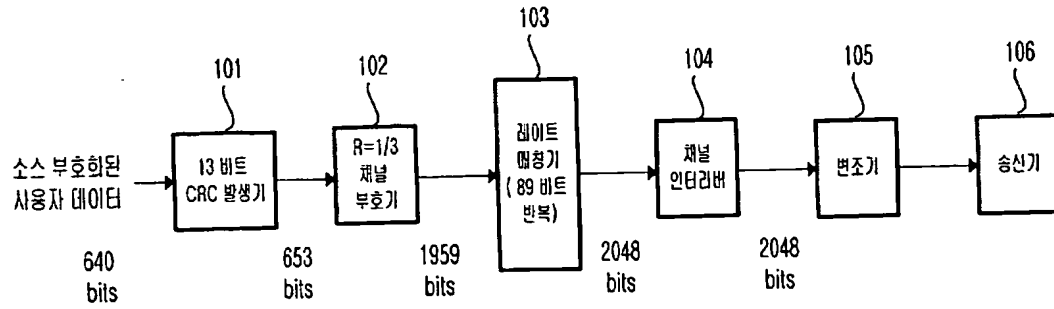 103
101
102
104
105
106
소스 부호화된
사용자 데이터
13 비트
CRC 발생기
R=1/3
채널
부호기
레이트
매칭기
( 89 비트
반복)
채널
인터리버
변조기
송신기
640
bits
653
bits
1959
bits
2048
bits
2048
bits